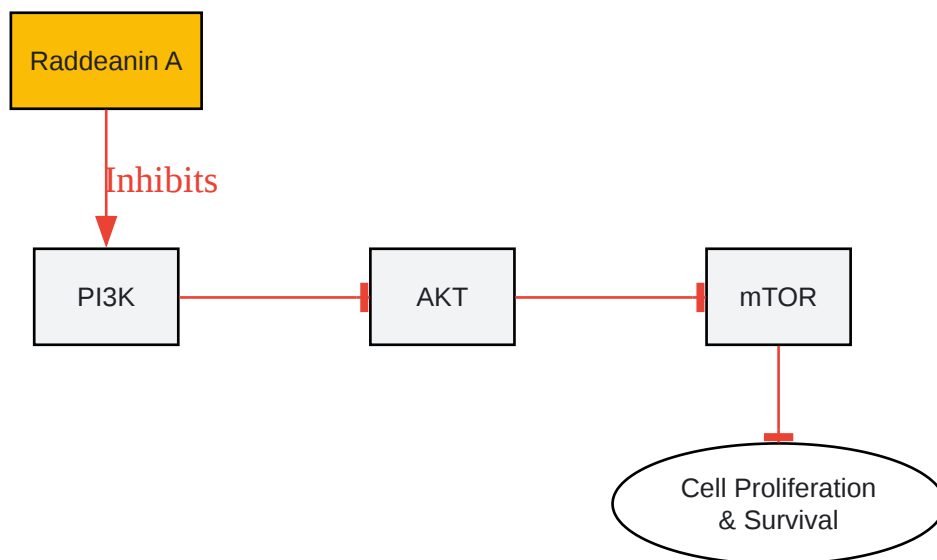 Raddeanin A
Inhibits
PI3K
AKT
mTOR
Cell Proliferation
& Survival